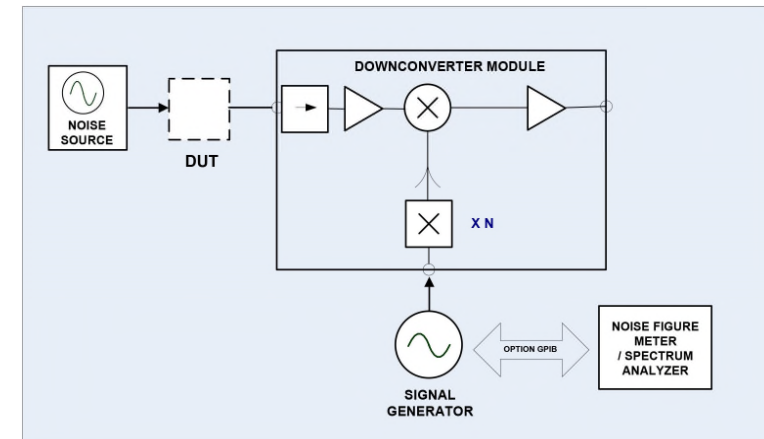 DOWNCONVERTER MODULE
NOISE
SOURCE
DUT
X N
OPTION GPIB
NOISE FIGURE
METER
/ SPECTRUM
ANALYZER
SIGNAL
GENERATOR